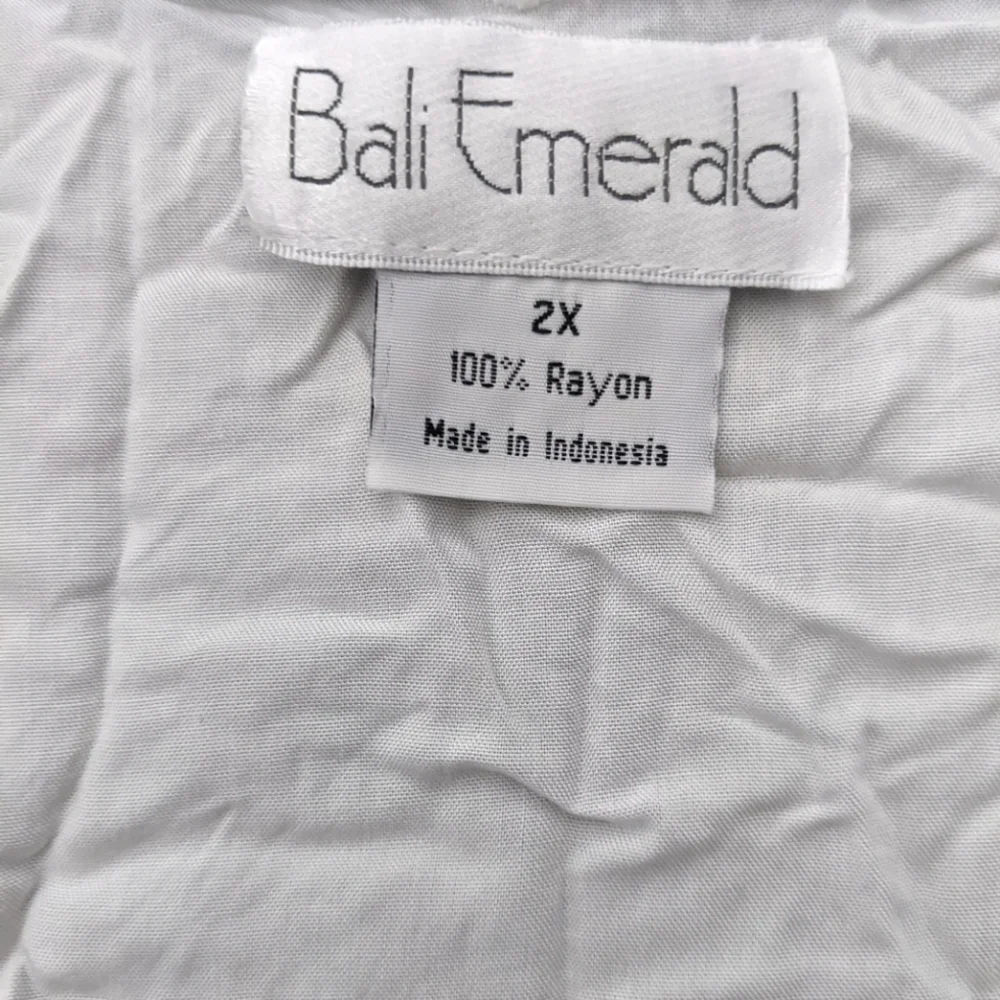 Bali Emerald
2X
100% Rayon
Made in Indonesia